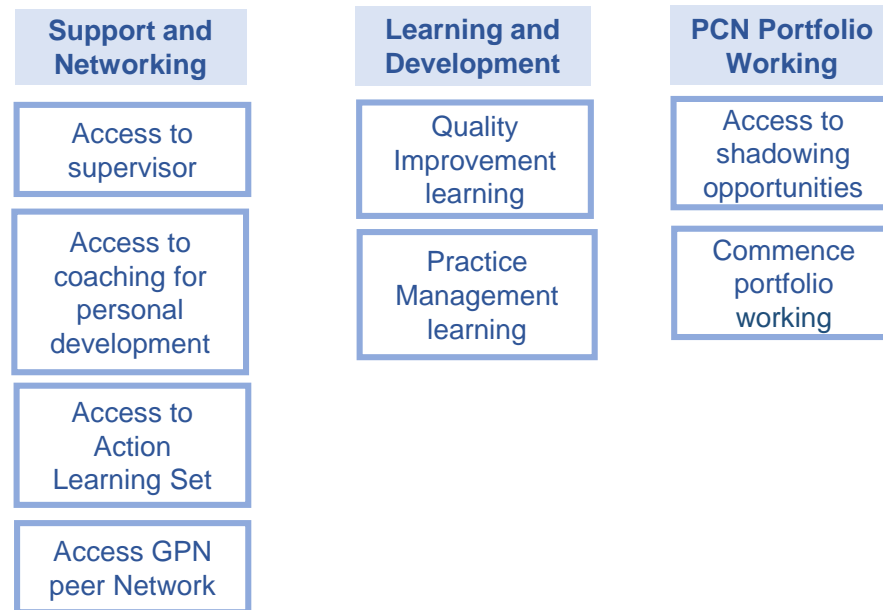 Support and
Networking
Access to
supervisor
Access to
coaching for
personal
development
Access to
Action
Learning Set
Access GPN
peer Network
Learning and
Development
Quality
Improvement
learning
Practice
Management
learning
PCN Portfolio
Working
Access to
shadowing
opportunities
Commence
portfolio
working